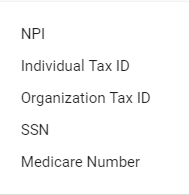 NPI
Individual Tax ID
Organization Tax ID
SSN
Medicare Number